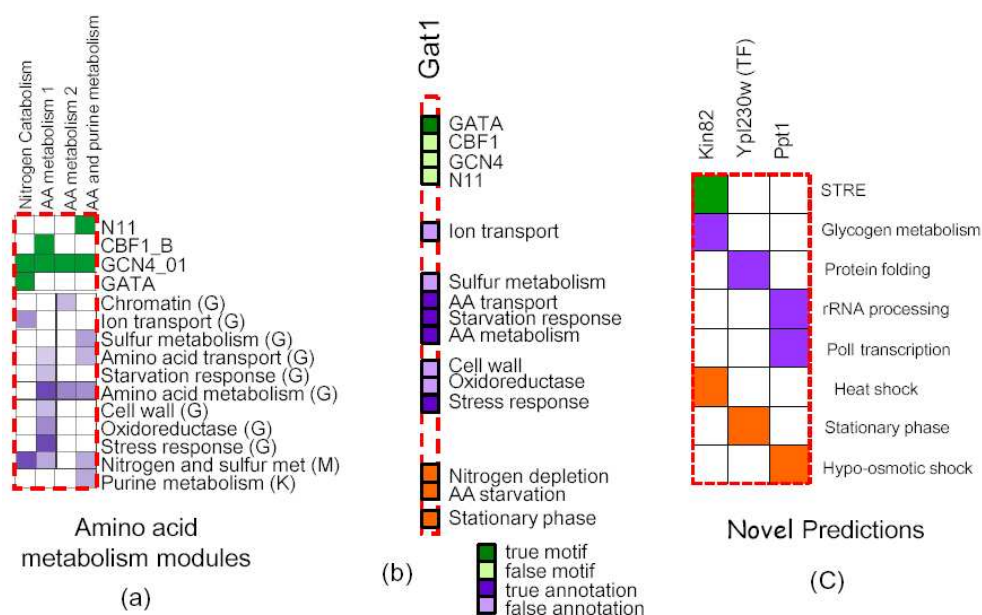 Nitrogen Catabolism
AA metabolism 1
AA metabolism 2
AA and purine metabolism
N11
CBF1_B
GCN4_01
GATA
Chromatin (G)
Ion transport (G)
Sulfur metabolism (G)
Amino acid transport (G)
Starvation response (G)
Amino acid metabolism (G)
Cell wall (G)
Oxidoreductase (G)
Stress response (G)
Nitrogen and sulfur met (M)
Purine metabolism (K)
Amino acid
metabolism modules
(a)
Gat1
GATA
CBF1
GCN4
N11
Ion transport
Sulfur metabolism
AA transport
Starvation response
AA metabolism
Cell wall
Oxidoreductase
Stress response
Nitrogen depletion
AA starvation
Stationary phase
(b)
true motif
false motif
true annotation
false annotation
Kin82
Ypl230w (TF)
Ppt1
STRE
Glycogen metabolism
Protein folding
rRNA processing
PolI transcription
Heat shock
Stationary phase
Hypo-osmotic shock
Novel Predictions
(C)